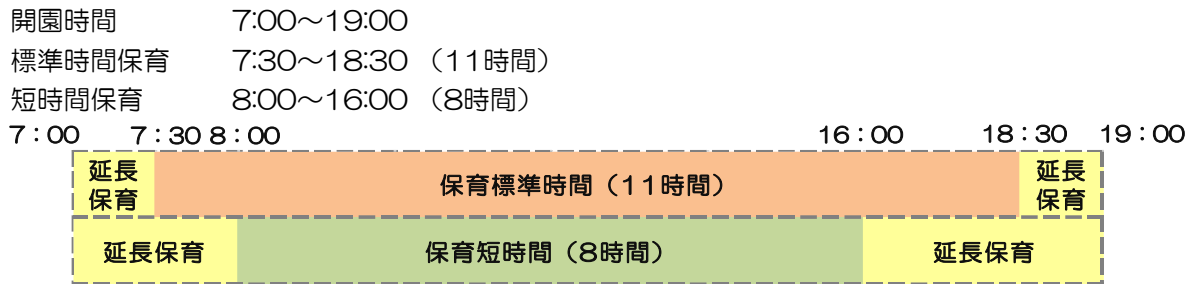 開園時間 7:00～19:00
標準時間保育 7:30～18:30 （11時間）
短時間保育 8:00～16:00 （8時間）
7：00 7：30 8：00 16：00 18：30 19：00
延長保育 保育標準時間（11時間） 延長保育
延長保育 保育短時間（8時間） 延長保育